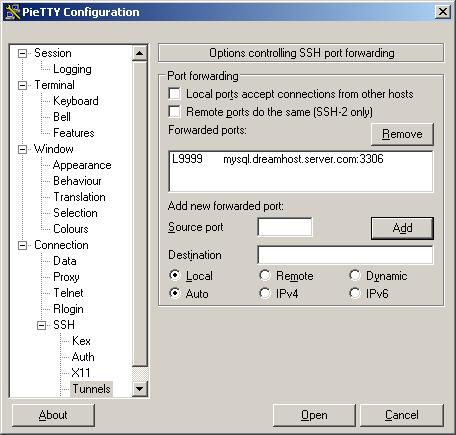 PieTTY Configuration
Session
Logging
Terminal
Keyboard
Bell
Features
Window
Appearance
Behaviour
Translation
Selection
Colours
Connection
Data
Proxy
Telnet
Rlogin
SSH
Kex
Auth
X11
Tunnels
Options controlling SSH port forwarding
Port forwarding
Local ports accept connections from other hosts
Remote ports do the same (SSH-2 only)
Forwarded ports:
Remove
L9999 mysql.dreamhost.server.com:3306
Add new forwarded port:
Source port
Add
Destination
Local Remote Dynamic
Auto IPv4 IPv6
About Open Cancel